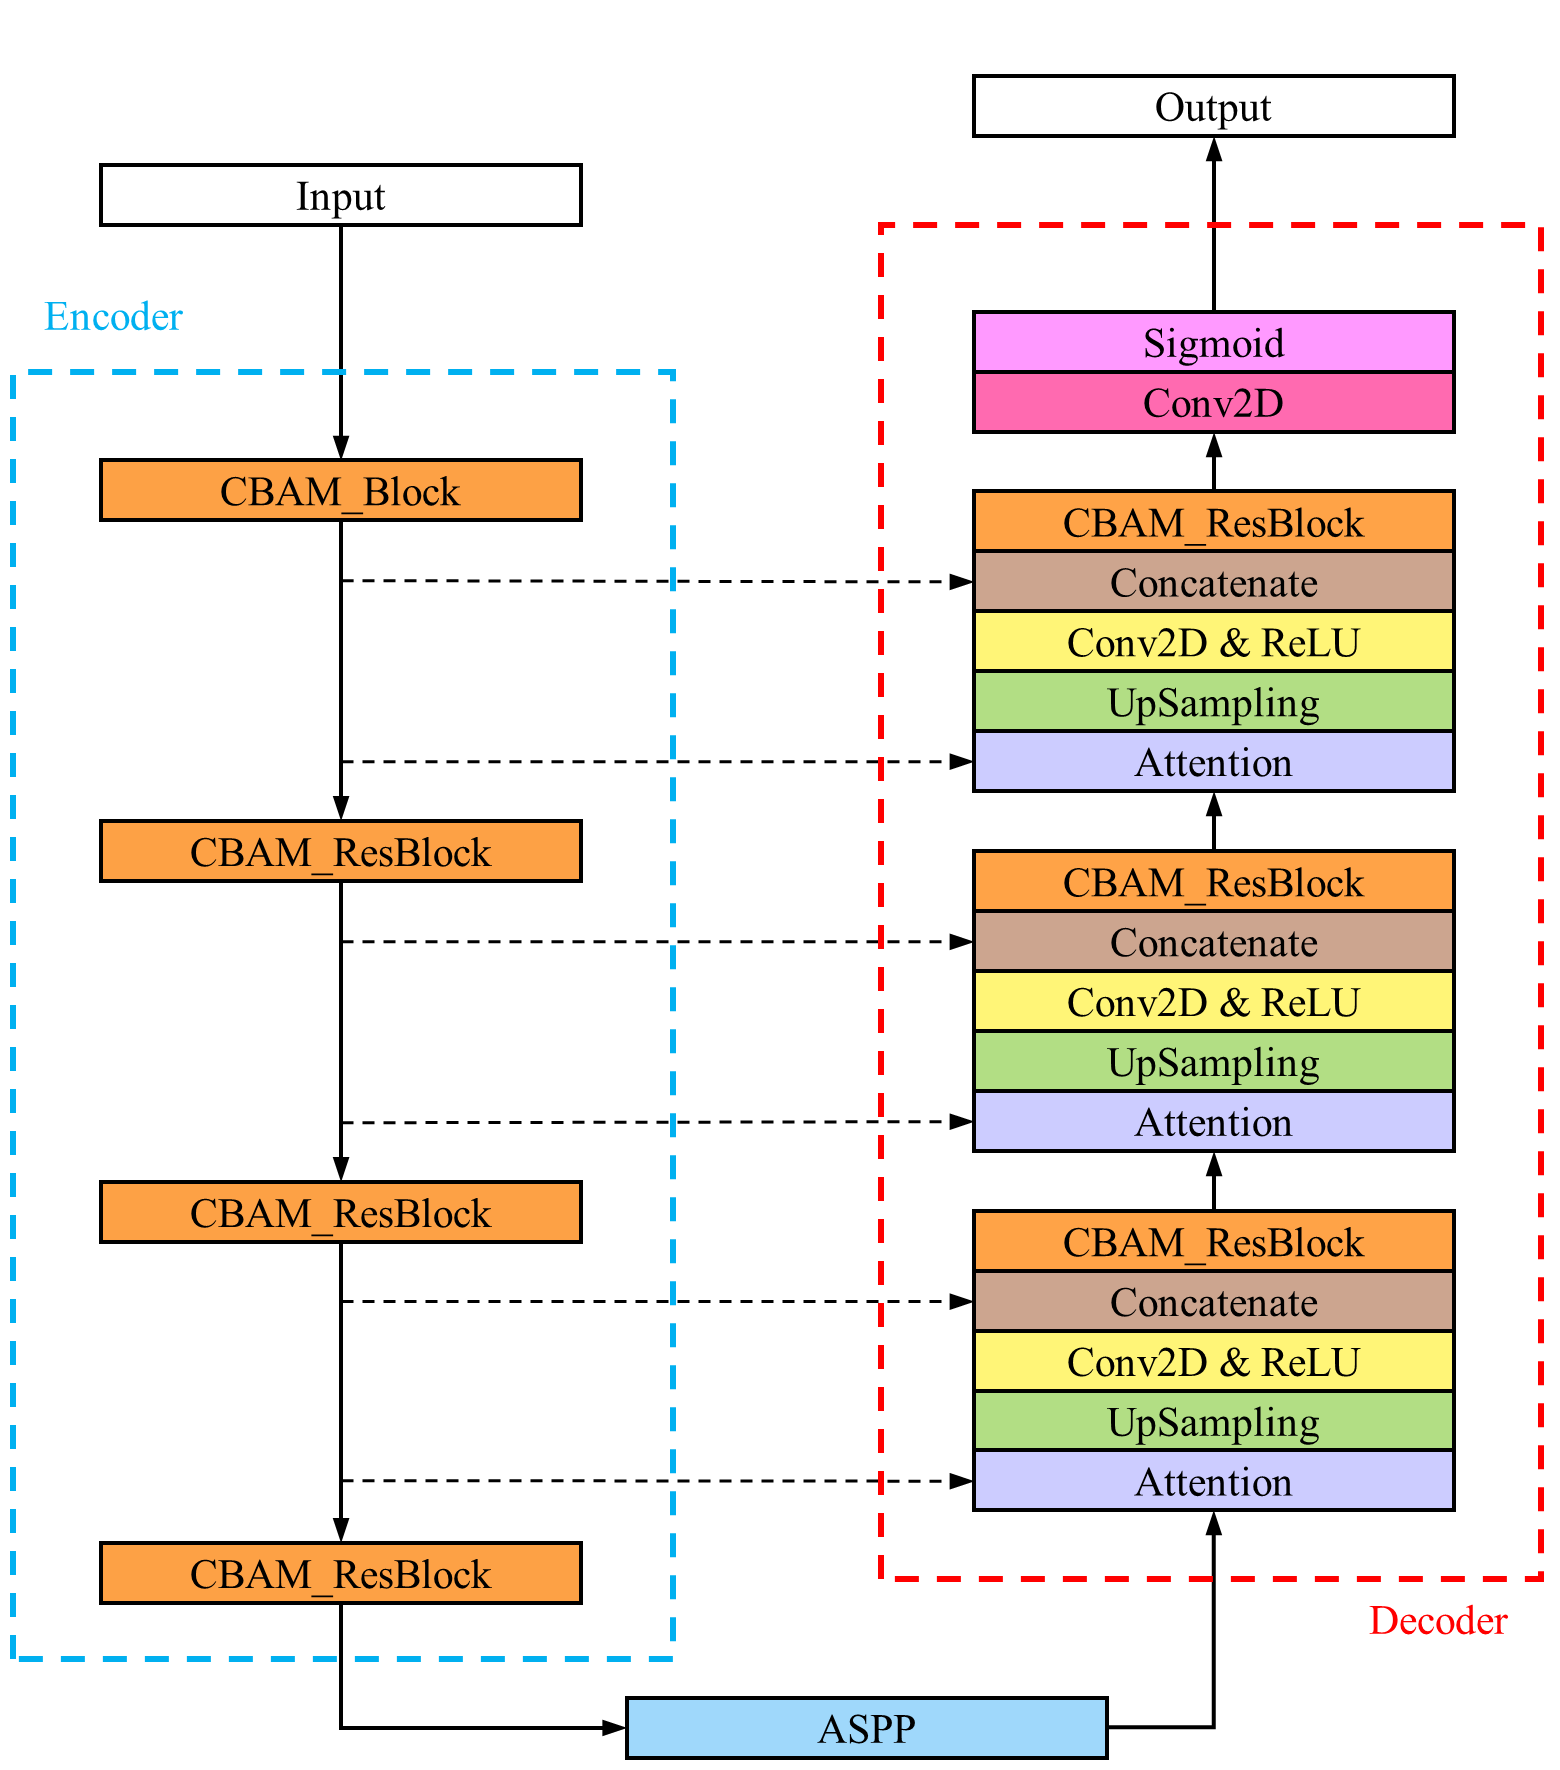 Input
Encoder
CBAM_Block
CBAM_ResBlock
CBAM_ResBlock
CBAM_ResBlock
ASPP
Output
Sigmoid
Conv2D
CBAM_ResBlock
Concatenate
Conv2D & ReLU
UpSampling
Attention
CBAM_ResBlock
Concatenate
Conv2D & ReLU
UpSampling
Attention
CBAM_ResBlock
Concatenate
Conv2D & ReLU
UpSampling
Attention
Decoder